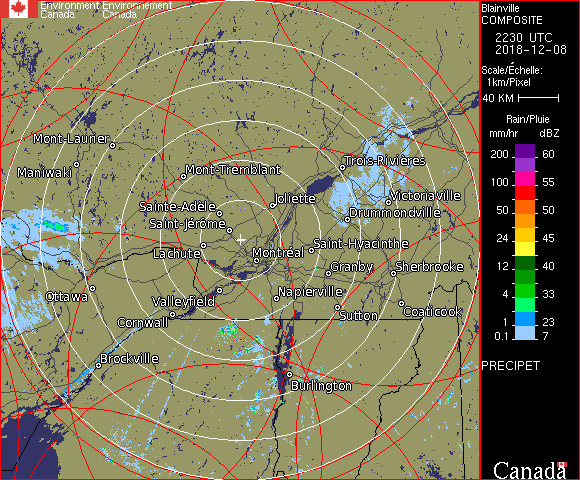 Environment Environnement
Canada Canada
Blainville
COMPOSITE
2230 UTC
2018-12-08
Scale/Échelle:
1km/Pixel
40 KM
Rain/Pluie
mm/hr dBZ
200 60
100 55
50 50
24 45
12 40
4 33
1 23
0.1 7
PRECIPET
Canada
Mont-Laurier
Maniwaki
Mont-Tremblant
Trois-Rivières
Joliette
Victoriaville
Sainte-Adèle
Drummondville
Saint-Jérôme
Lachute
Montréal
Saint-Hyacinthe
Granby
Sherbrooke
Ottawa
Valleyfield
Napierville
Cornwall
Sutton
Coaticook
Brockville
Burlington